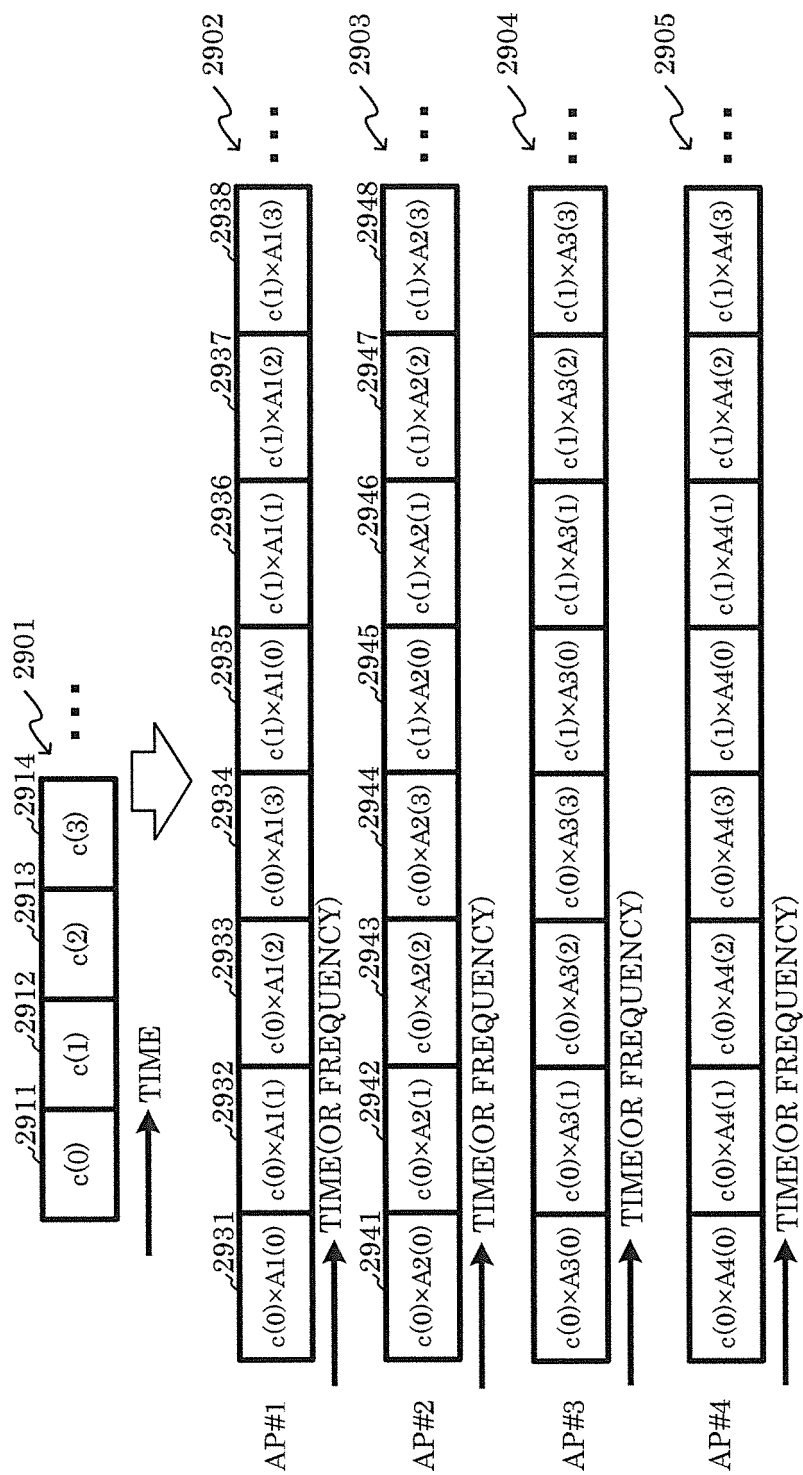 2901
2911 2912 2913 2914
c(0) c(1) c(2) c(3) ...
TIME
2902
2931 2932 2933 2934 2935 2936 2937 2938
AP#1 c(0)×A1(0) c(0)×A1(1) c(0)×A1(2) c(0)×A1(3) c(1)×A1(0) c(1)×A1(1) c(1)×A1(2) c(1)×A1(3) ...
TIME(OR FREQUENCY)
2903
2941 2942 2943 2944 2945 2946 2947 2948
AP#2 c(0)×A2(0) c(0)×A2(1) c(0)×A2(2) c(0)×A2(3) c(1)×A2(0) c(1)×A2(1) c(1)×A2(2) c(1)×A2(3) ...
TIME(OR FREQUENCY)
2904
AP#3 c(0)×A3(0) c(0)×A3(1) c(0)×A3(2) c(0)×A3(3) c(1)×A3(0) c(1)×A3(1) c(1)×A3(2) c(1)×A3(3) ...
TIME(OR FREQUENCY)
2905
AP#4 c(0)×A4(0) c(0)×A4(1) c(0)×A4(2) c(0)×A4(3) c(1)×A4(0) c(1)×A4(1) c(1)×A4(2) c(1)×A4(3) ...
TIME(OR FREQUENCY)